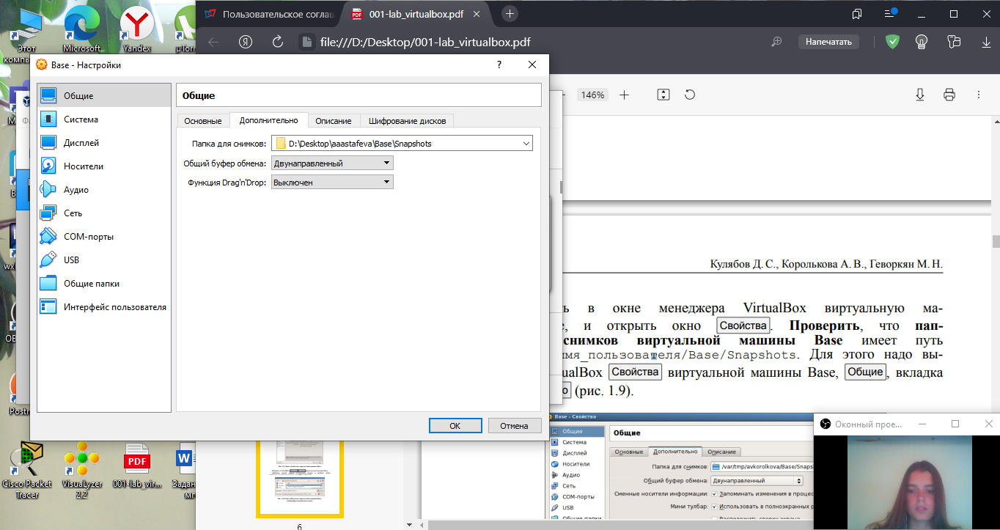 Пользовательское соглаш
001-lab_virtualbox.pdf
file:///D:/Desktop/001-lab_virtualbox.pdf
Напечатать
Этот
компь
Microsoft
Yandex
µTorr
Base - Настройки
?
Общие
Система
Дисплей
Носители
Аудио
Сеть
COM-порты
USB
Общие папки
Интерфейс пользователя
Общие
Основные
Дополнительно
Описание
Шифрование дисков
Папка для снимков:
D:\Desktop\aaastafeva\Base\Snapshots
Общий буфер обмена:
Двунаправленный
Функция Drag'n'Drop:
Выключен
OK
Отмена
146%
Кулябов Д. С., Королькова А. В., Геворкян М. Н.
ь в окне менеджера VirtualBox виртуальную ма-
, и открыть окно Свойства. Проверить, что пап-
снимков виртуальной машины Base имеет путь
имя_пользователя/Base/Snapshots. Для этого надо вы-
ualBox Свойства виртуальной машины Base, Общие, вкладка
о (рис. 1.9).
Base - Свойства
Общие
Система
Дисплей
Носители
Аудио
Сеть
COM-порты
USB
Общие папки
Общие
Основные
Дополнительно
Описание
Папка для снимков:
/var/tmp/avkorolkova/Base/Snaps
Общий буфер обмена:
Двунаправленный
Сменные носители информации:
Запоминать изменения в процес
Мини тулбар:
Использовать в полноэкранных р
Оконный прое...
Postr
Cisco Packet
Tracer
VisuaLyzer
2.2
PDF
001-lab_vir...
Задан
6